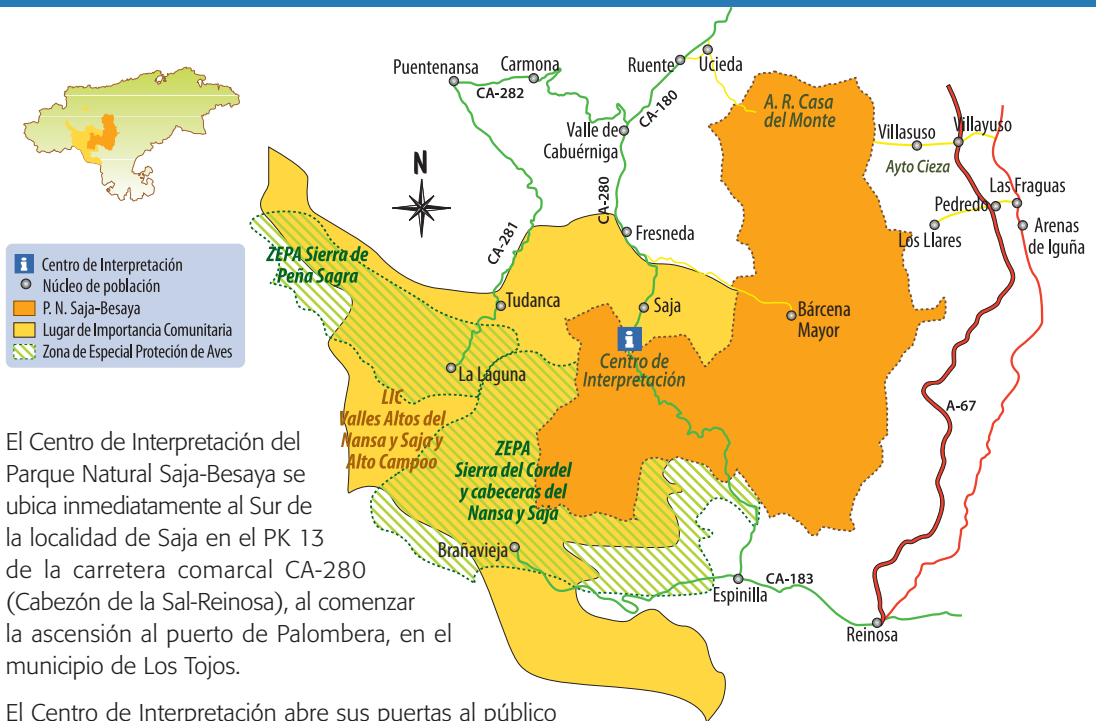 Puentenansa
Carmona
CA-282
Ruente
Ucieda
CA-180
A. R. Casa
del Monte
Valle de
Cabuérniga
Villasuso
Villayuso
Ayto Cieza
N
CA-280
Las Fraguas
Pedredo
Arenas
de Iguña
Los Llares
Fresneda
CA-281
ZEPA Sierra de
Peña Sagra
i Centro de Interpretación
Núcleo de población
P. N. Saja-Besaya
Lugar de Importancia Comunitaria
Zona de Especial Proteción de Aves
Tudanca
Saja
Bárcena
Mayor
i
Centro de
Interpretación
La Laguna
LIC
Valles Altos del
Nansa y Saja y
Alto Campoo
A-67
ZEPA
Sierra del Cordel
y cabeceras del
Nansa y Saja
Brañavieja
Espinilla
CA-183
Reinosa
El Centro de Interpretación del
Parque Natural Saja-Besaya se
ubica inmediatamente al Sur de
la localidad de Saja en el PK 13
de la carretera comarcal CA-280
(Cabezón de la Sal-Reinosa), al comenzar
la ascensión al puerto de Palombera, en el
municipio de Los Tojos.
El Centro de Interpretación abre sus puertas al público